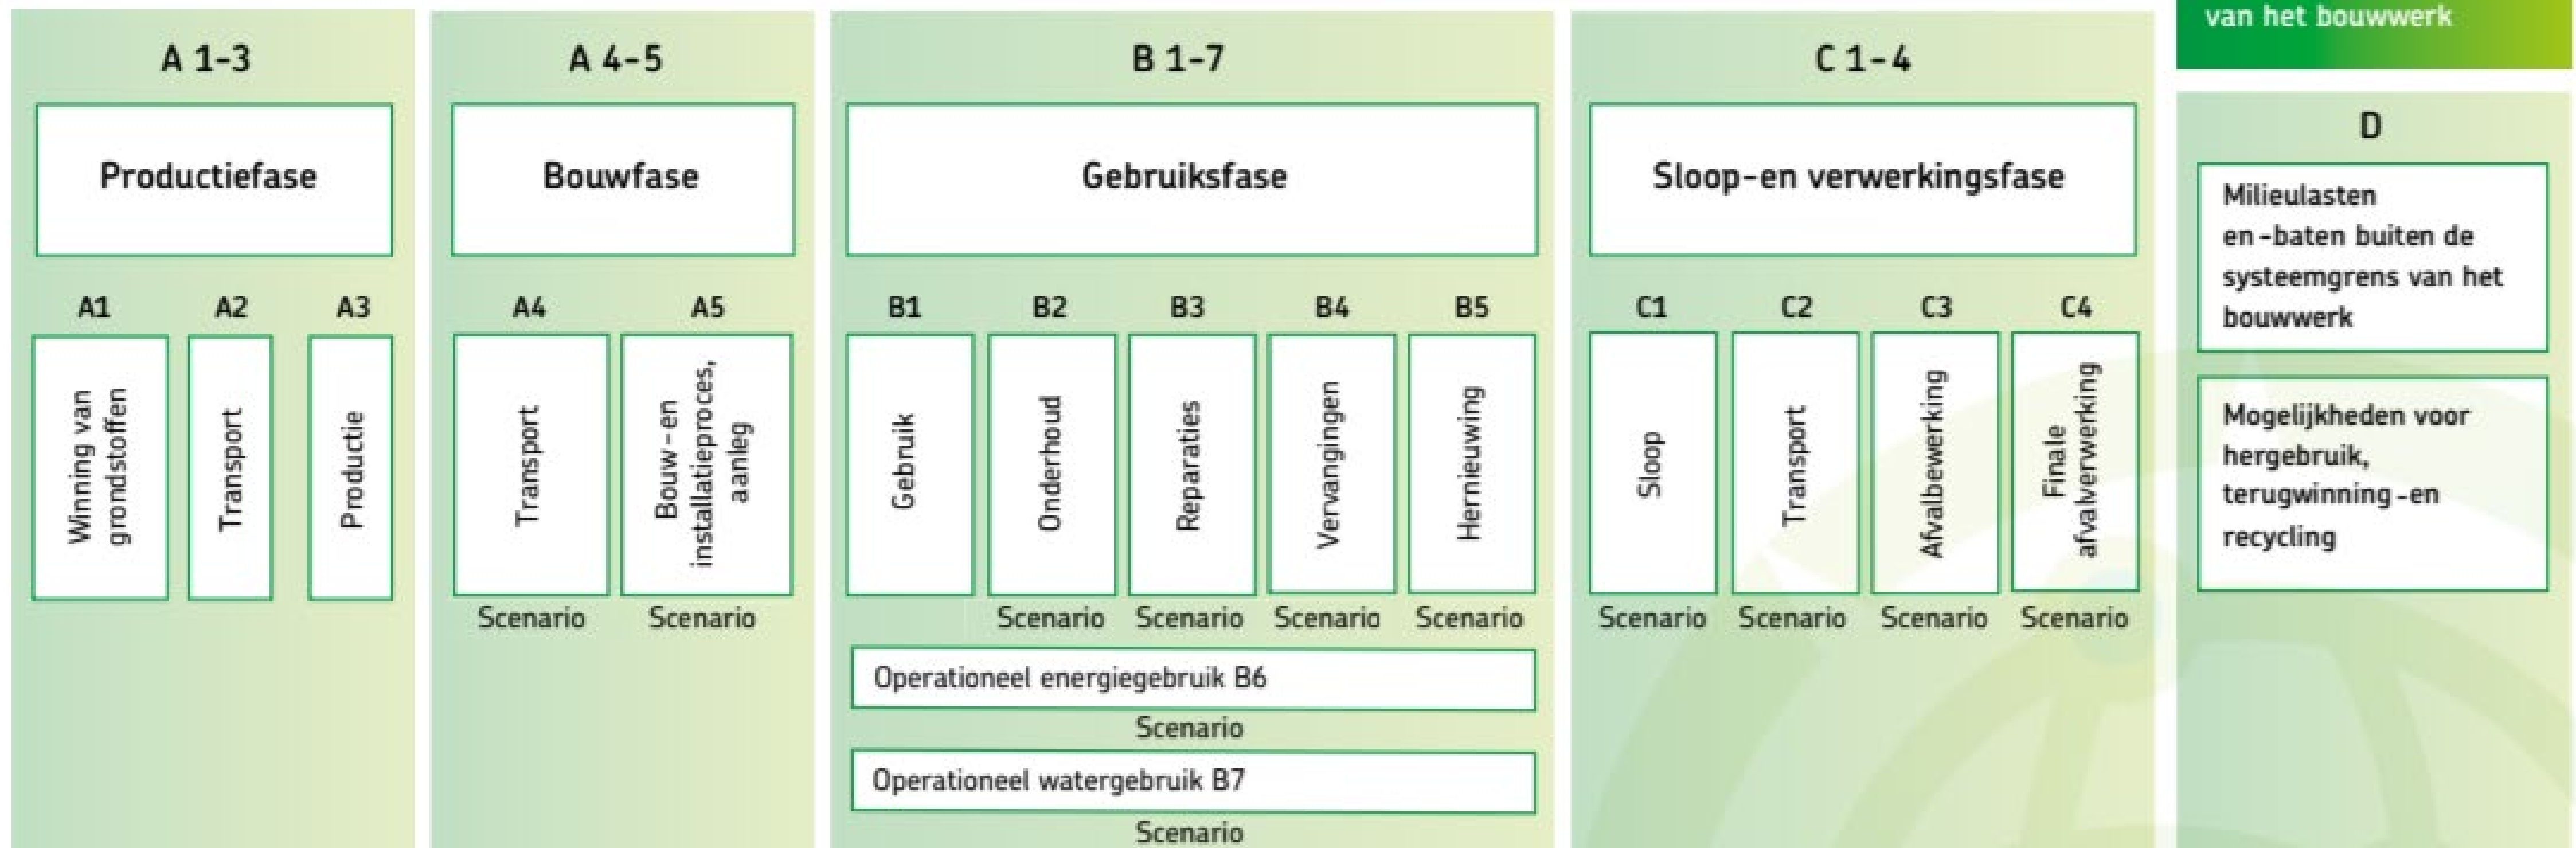 van het bouwwerk
A 1-3
Productiefase
A1
A2
A3
Winning van
grondstoffen
Transport
Productie
A 4-5
Bouwfase
A4
A5
Transport
Bouw-en
installatieproces,
aanleg
Scenario
Scenario
B 1-7
Gebruiksfase
B1
B2
B3
B4
B5
Gebruik
Onderhoud
Reparaties
Vervangingen
Hernieuwing
Scenario
Scenario
Scenario
Scenario
Operationeel energiegebruik B6
Scenario
Operationeel watergebruik B7
Scenario
C 1-4
Sloop-en verwerkingsfase
C1
C2
C3
C4
Sloop
Transport
Afvalbewerking
Finale
afvalverwerking
Scenario
Scenario
Scenario
Scenario
D
Milieulasten
en-baten buiten de
systeemgrens van het
bouwwerk
Mogelijkheden voor
hergebruik,
terugwinning-en
recycling